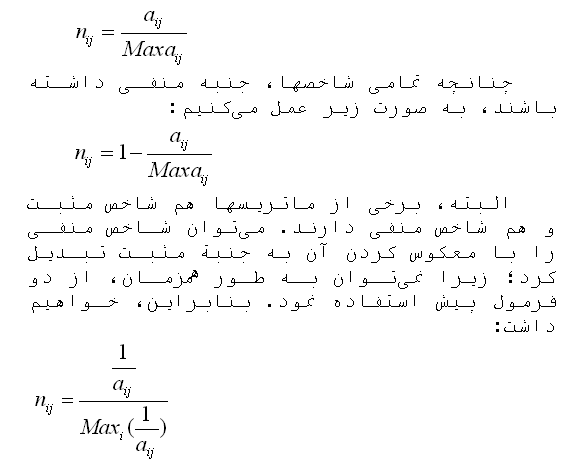 n_{ij} = \frac{a_{ij}}{Maxa_{ij}}
چنانچه تمامی شاخصها، جنبه منفی داشته
باشند، به صورت زیر عمل می‌کنیم:
n_{ij} = 1 - \frac{a_{ij}}{Maxa_{ij}}
البته، برخی از ماتریسها هم شاخص مثبت
و هم شاخص منفی دارند. می‌توان شاخص منفی
را با معکوس کردن آن به جنبة مثبت تبدیل
کرد؛ زیرا نمی‌توان به طور همزمان، از دو
فرمول پیش استفاده نمود. بنابراین، خواهیم
داشت:
n_{ij} = \frac{\frac{1}{a_{ij}}}{Max_i(\frac{1}{a_{ij}})}